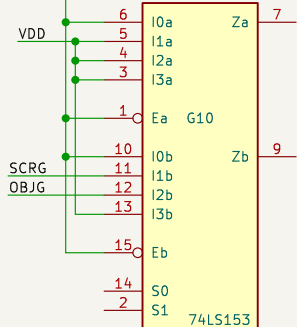 6 I0a Za 7
VDD 5 I1a
4 I2a
3 I3a
1 Ea G10
10 I0b Zb 9
SCRG 11 I1b
OBJG 12 I2b
13 I3b
15 Eb
14 S0
2 S1
74LS153